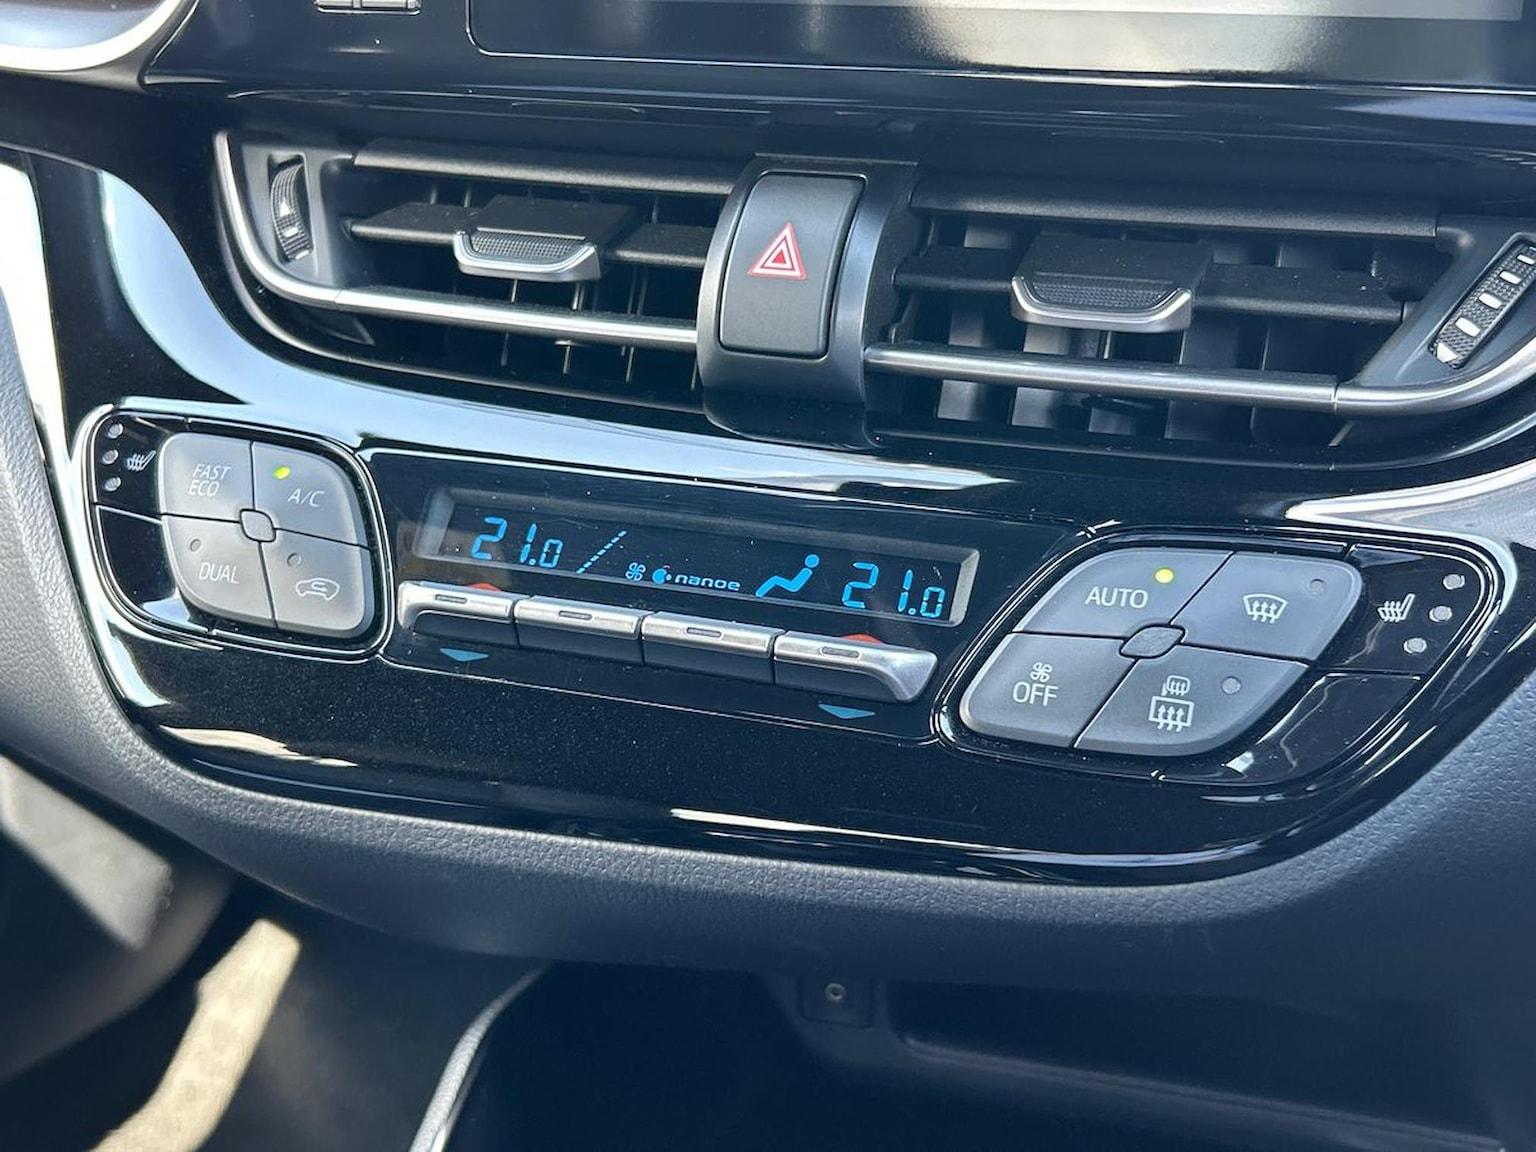 FAST
ECO
A/C
DUAL
21.0
nanoe
21.0
AUTO
OFF